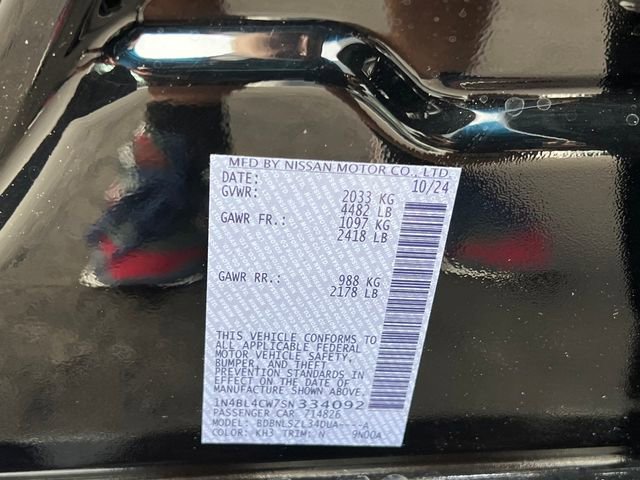 MFD BY NISSAN MOTOR CO., LTD.
DATE: 10/24
GVWR: 2033 KG
4482 LB
GAWR FR.: 1097 KG
2418 LB
GAWR RR.: 988 KG
2178 LB
THIS VEHICLE CONFORMS TO
ALL APPLICABLE FEDERAL
MOTOR VEHICLE SAFETY,
BUMPER, AND THEFT
PREVENTION STANDARDS IN
EFFECT ON THE DATE OF
MANUFACTURE SHOWN ABOVE.
1N4BL4CW7SN334092
PASSENGER CAR 714826
MODEL: BDBNLSZL34DUA----A
COLOR: KH3 TRIM: N 9N00A